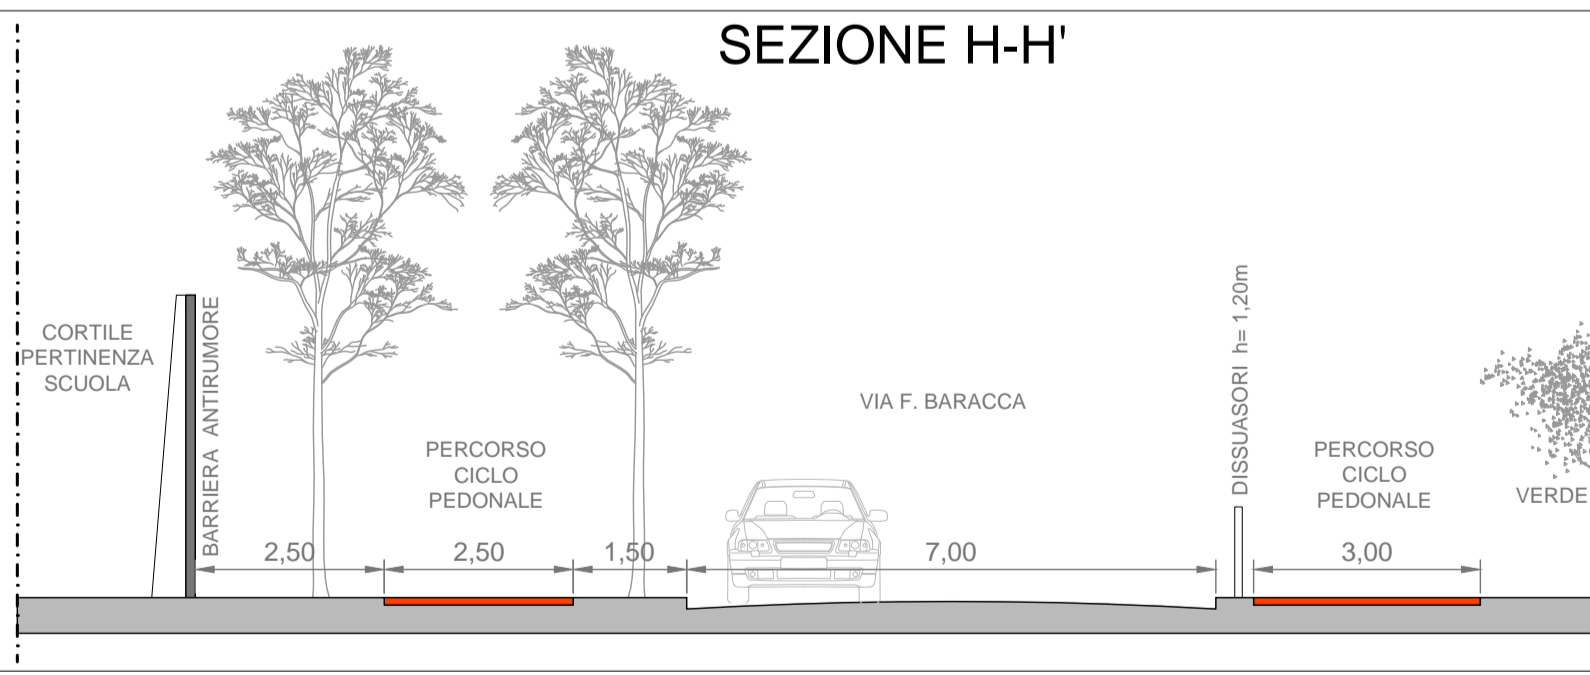 SEZIONE H-H'
CORTILE
PERTINENZA
SCUOLA
BARRIERA ANTIRUMORE
PERCORSO
CICLO
PEDONALE
VIA F. BARACCA
DISSUASORI h= 1,20m
PERCORSO
CICLO
PEDONALE
VERDE
2,50
2,50
1,50
7,00
3,00